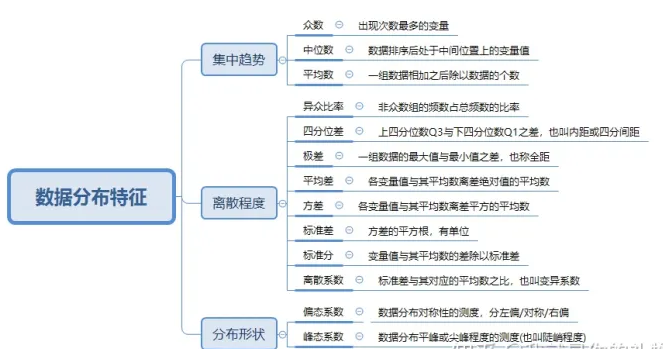 数据分布特征
集中趋势
众数 出现次数最多的变量
中位数 数据排序后处于中间位置上的变量值
平均数 一组数据相加之后除以数据的个数
离散程度
异众比率 非众数组的频数占总频数的比率
四分位差 上四分位数Q3与下四分位数Q1之差，也叫内距或四分间距
极差 一组数据的最大值与最小值之差，也称全距
平均差 各变量值与其平均数离差绝对值的平均数
方差 各变量值与其平均数离差平方的平均数
标准差 方差的平方根，有单位
标准分 变量值与其平均数的差除以标准差
离散系数 标准差与其对应的平均数之比，也叫变异系数
分布形状
偏态系数 数据分布对称性的测度，分左偏/对称/右偏
峰态系数 数据分布平峰或尖峰程度的测度(也叫陡峭程度)